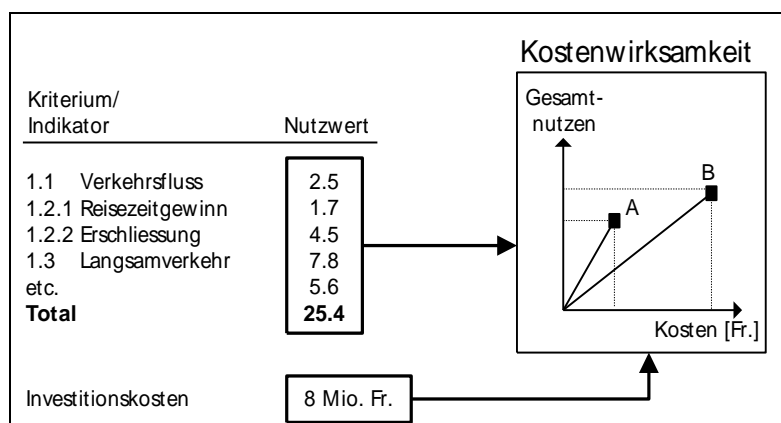 Kostenwirksamkeit
Kriterium/
Indikator Nutzwert
1.1 Verkehrsfluss 2.5
1.2.1 Reisezeitgewinn 1.7
1.2.2 Erschliessung 4.5
1.3 Langsamverkehr 7.8
etc. 5.6
Total 25.4
Investitionskosten 8 Mio. Fr.
Gesamt-
nutzen
B
A
Kosten [Fr.]